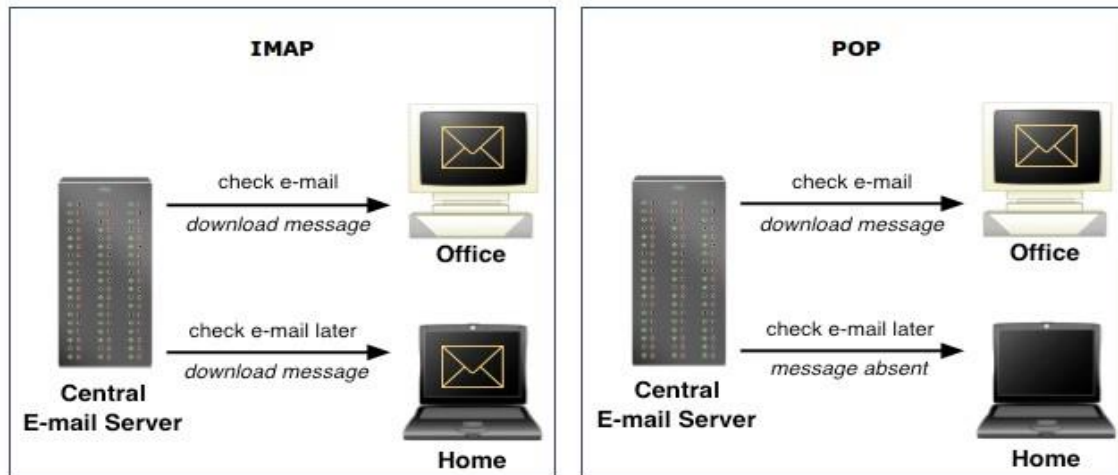 IMAP
check e-mail
download message
Office
check e-mail later
download message
Central
E-mail Server
Home
POP
check e-mail
download message
Office
check e-mail later
message absent
Central
E-mail Server
Home